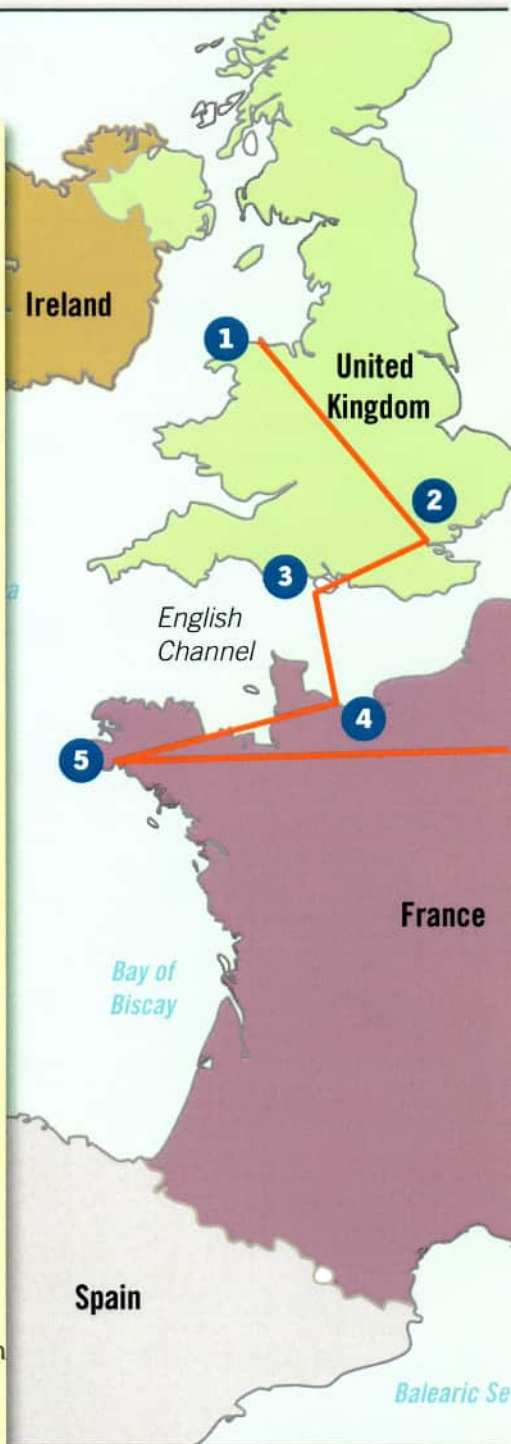 Ireland
1
United
Kingdom
2
3
a
English
Channel
4
5
France
Bay of
Biscay
Spain
n
Balearic Se